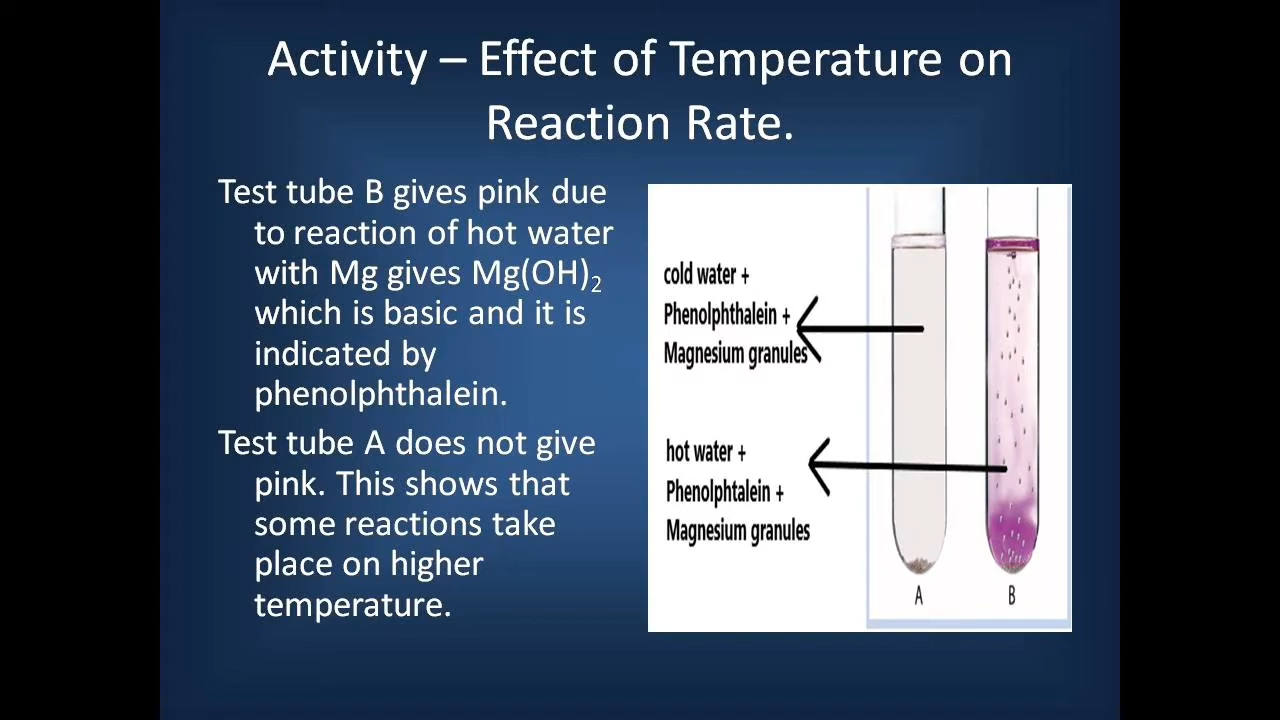 Activity – Effect of Temperature on
Reaction Rate.
Test tube B gives pink due
to reaction of hot water
with Mg gives Mg(OH)₂
which is basic and it is
indicated by
phenolphthalein.
Test tube A does not give
pink. This shows that
some reactions take
place on higher
temperature.
cold water +
Phenolphthalein +
Magnesium granules
hot water +
Phenolphtalein +
Magnesium granules
A
B